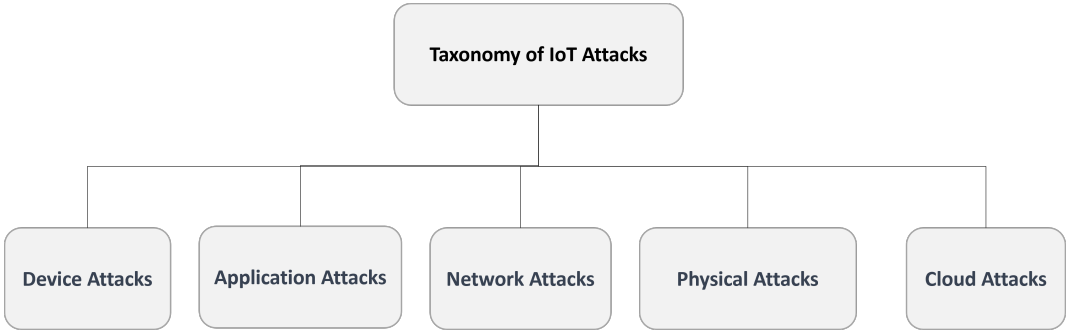 Taxonomy of IoT Attacks
Device Attacks
Application Attacks
Network Attacks
Physical Attacks
Cloud Attacks